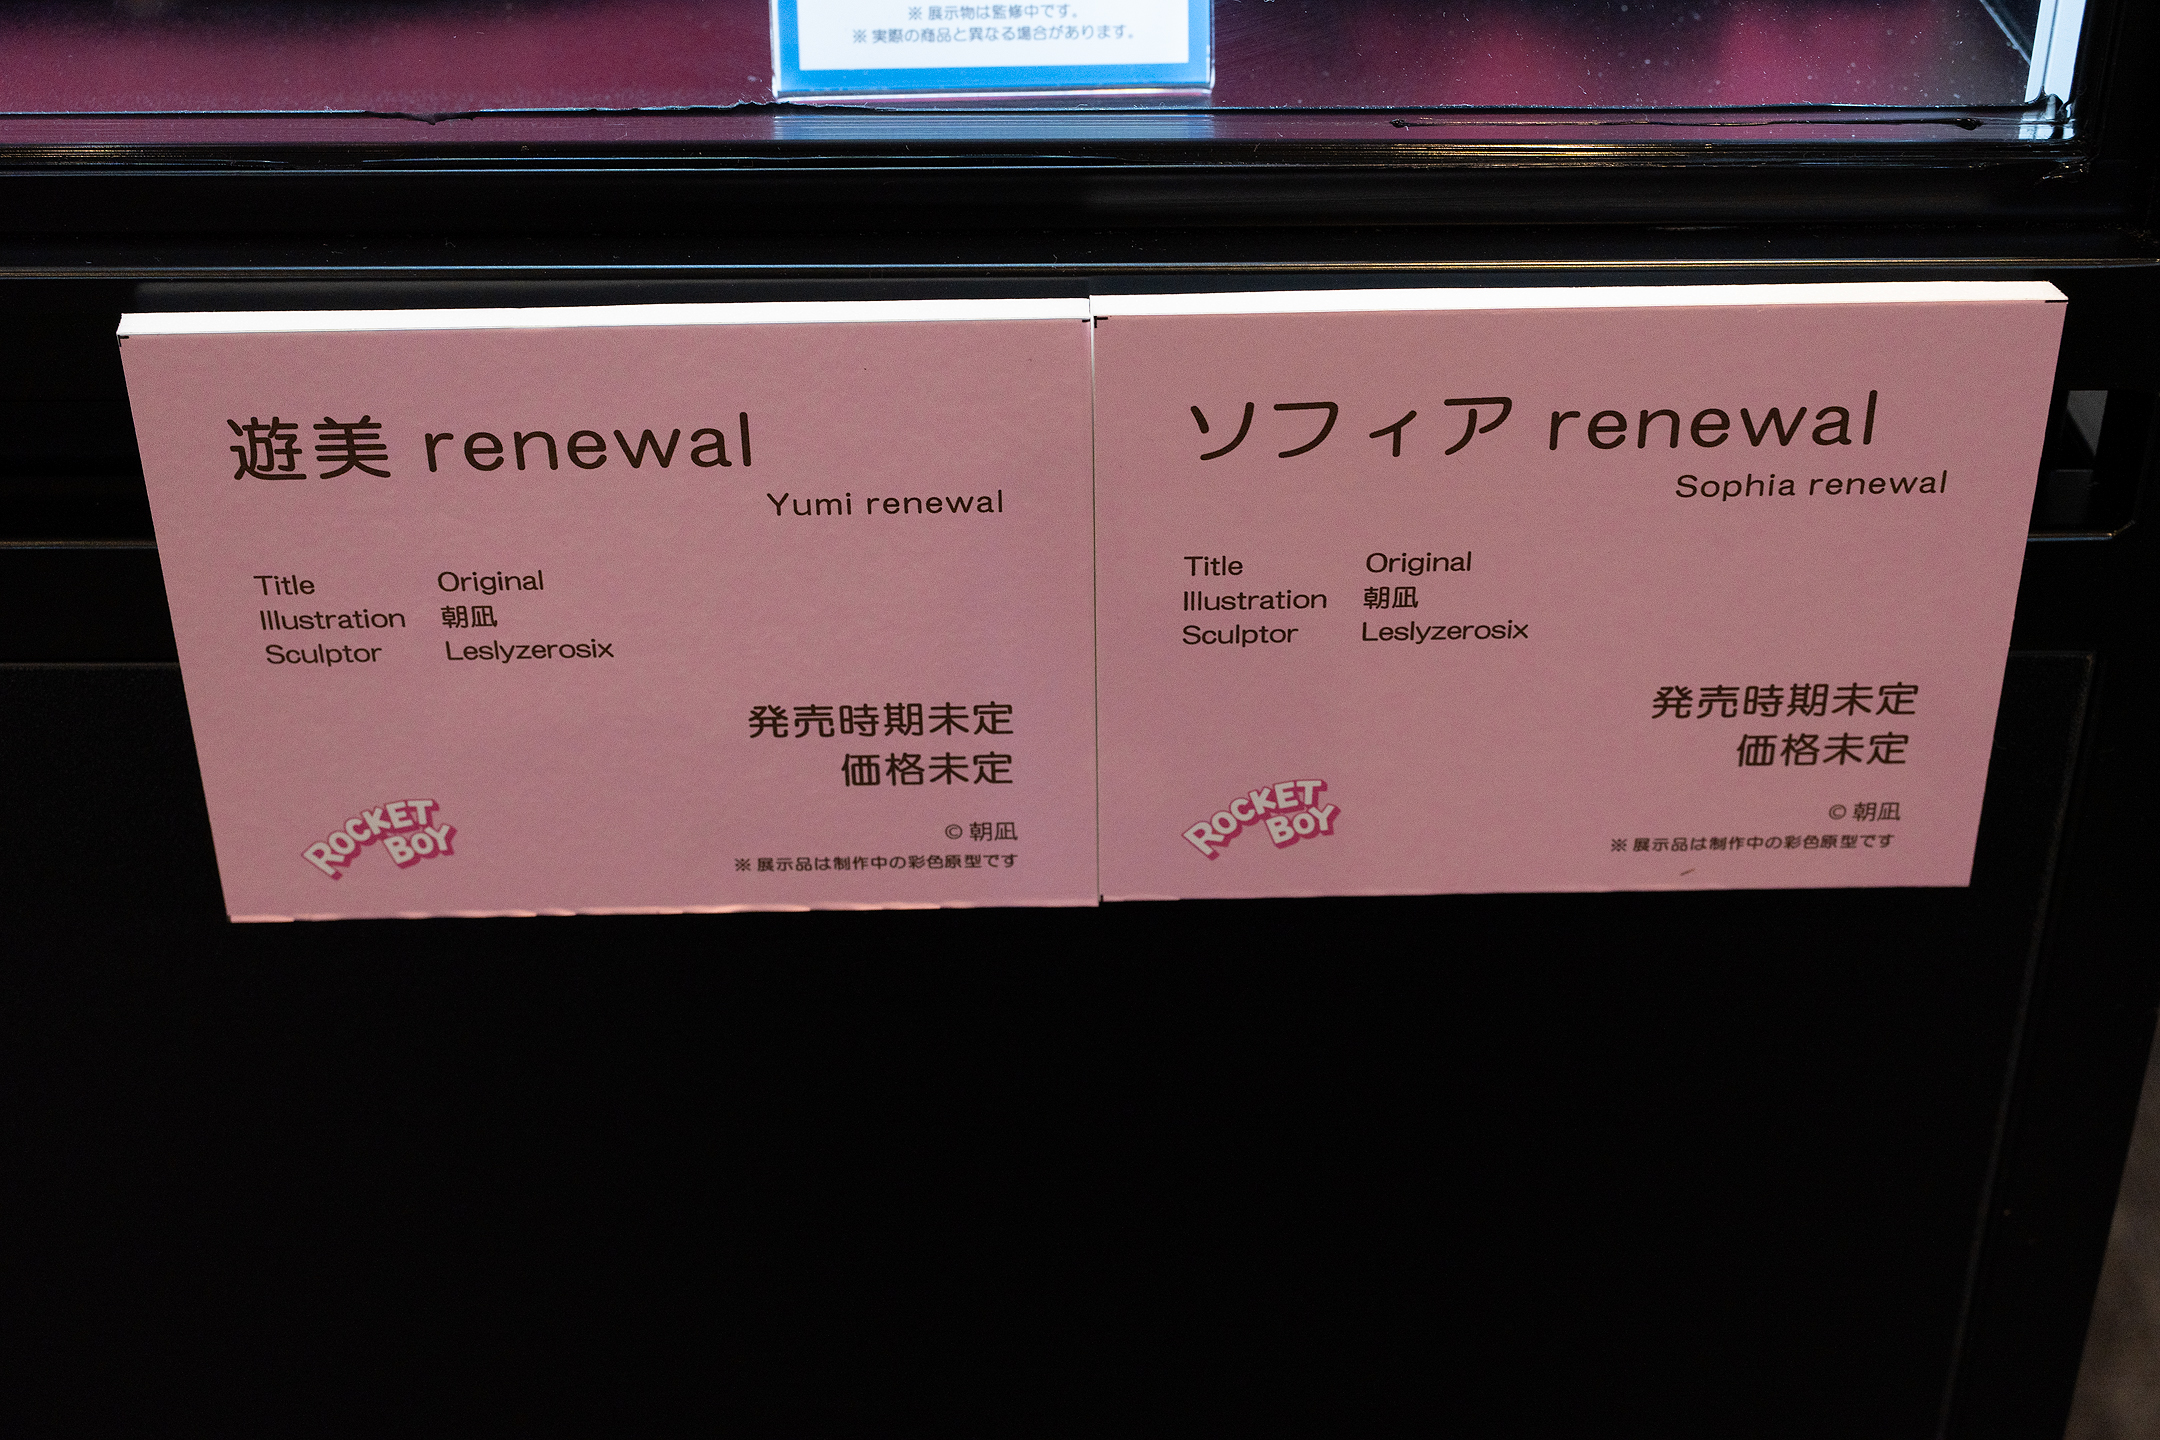 ※ 展示物は監修中です。
※ 実際の商品と異なる場合があります。
遊美 renewal
Yumi renewal
Title Original
Illustration 朝凪
Sculptor Leslyzerosix
発売時期未定
価格未定
ROCKET
BOY
© 朝凪
※ 展示品は制作中の彩色原型です
ソフィア renewal
Sophia renewal
Title Original
Illustration 朝凪
Sculptor Leslyzerosix
発売時期未定
価格未定
ROCKET
BOY
© 朝凪
※ 展示品は制作中の彩色原型です